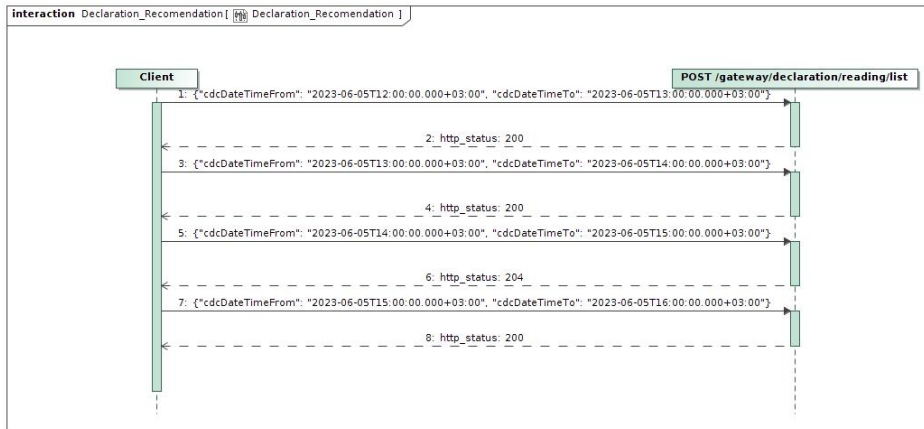 interaction Declaration_Recomendation [ Declaration_Recomendation ]
Client
POST /gateway/declaration/reading/list
1: {"cdcDateTimeFrom": "2023-06-05T12:00:00.000+03:00", "cdcDateTimeTo": "2023-06-05T13:00:00.000+03:00"}
2: http_status: 200
3: {"cdcDateTimeFrom": "2023-06-05T13:00:00.000+03:00", "cdcDateTimeTo": "2023-06-05T14:00:00.000+03:00"}
4: http_status: 200
5: {"cdcDateTimeFrom": "2023-06-05T14:00:00.000+03:00", "cdcDateTimeTo": "2023-06-05T15:00:00.000+03:00"}
6: http_status: 204
7: {"cdcDateTimeFrom": "2023-06-05T15:00:00.000+03:00", "cdcDateTimeTo": "2023-06-05T16:00:00.000+03:00"}
8: http_status: 200